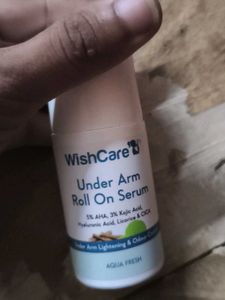 WishCare
Under Arm
Roll On Serum
5% AHA, 3% Kojic Acid,
Hyaluronic Acid, Licorice & CICA
Under Arm Lightening & Odour Control
AQUA FRESH